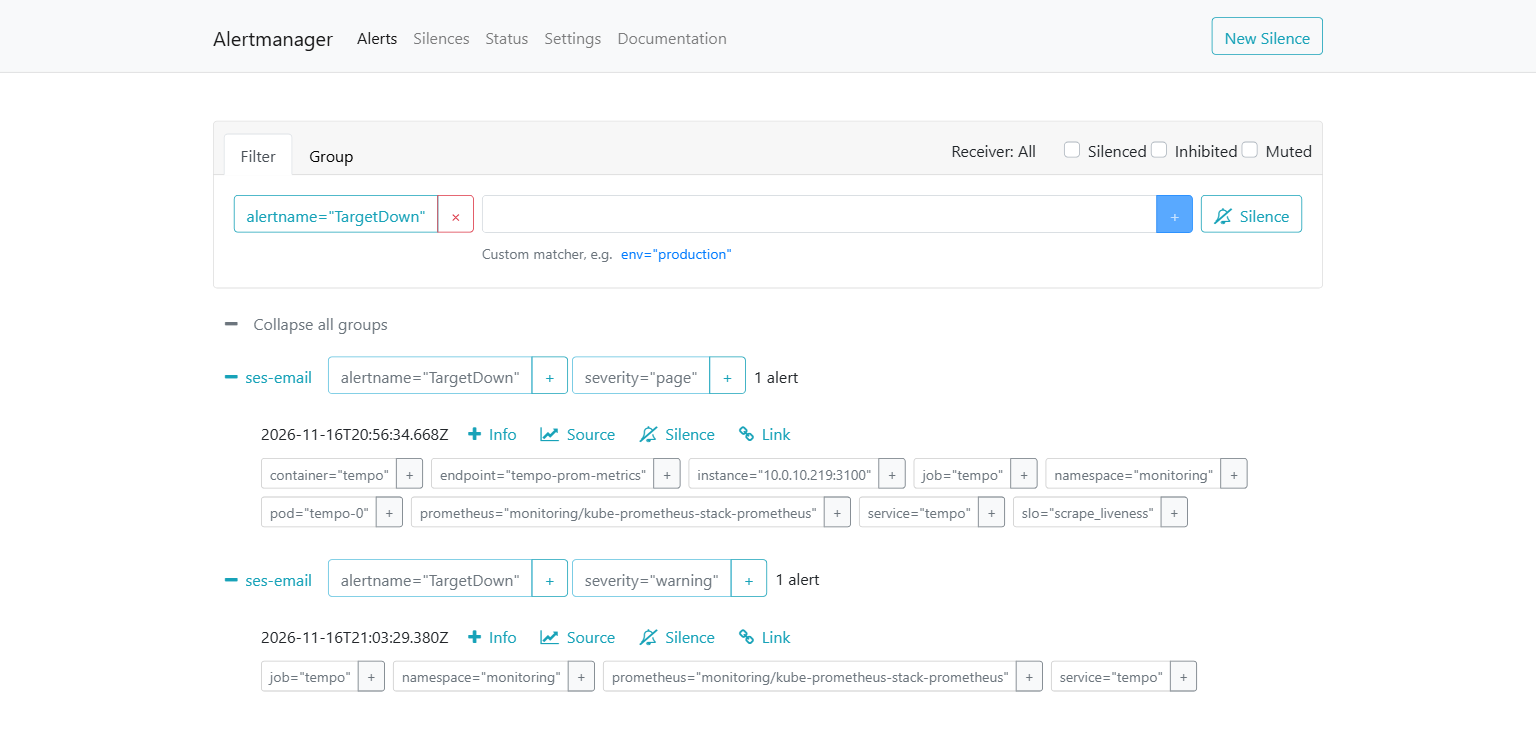 Alertmanager Alerts Silences Status Settings Documentation New Silence
Filter Group Receiver: All Silenced Inhibited Muted
alertname="TargetDown" × + Silence
Custom matcher, e.g. env="production"
Collapse all groups
ses-email alertname="TargetDown" + severity="page" + 1 alert
2026-11-16T20:56:34.668Z Info Source Silence Link
container="tempo" + endpoint="tempo-prom-metrics" + instance="10.0.10.219:3100" + job="tempo" + namespace="monitoring" +
pod="tempo-0" + prometheus="monitoring/kube-prometheus-stack-prometheus" + service="tempo" + slo="scrape_liveness" +
ses-email alertname="TargetDown" + severity="warning" + 1 alert
2026-11-16T21:03:29.380Z Info Source Silence Link
job="tempo" + namespace="monitoring" + prometheus="monitoring/kube-prometheus-stack-prometheus" + service="tempo" +